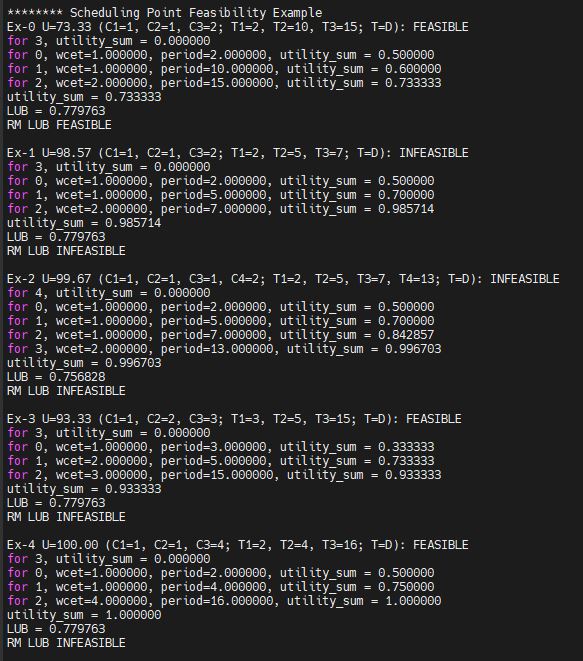 ******** Scheduling Point Feasibility Example
Ex-0 U=73.33 (C1=1, C2=1, C3=2; T1=2, T2=10, T3=15; T=D): FEASIBLE
for 3, utility_sum = 0.000000
for 0, wcet=1.000000, period=2.000000, utility_sum = 0.500000
for 1, wcet=1.000000, period=10.000000, utility_sum = 0.600000
for 2, wcet=2.000000, period=15.000000, utility_sum = 0.733333
utility_sum = 0.733333
LUB = 0.779763
RM LUB FEASIBLE

Ex-1 U=98.57 (C1=1, C2=1, C3=2; T1=2, T2=5, T3=7; T=D): INFEASIBLE
for 3, utility_sum = 0.000000
for 0, wcet=1.000000, period=2.000000, utility_sum = 0.500000
for 1, wcet=1.000000, period=5.000000, utility_sum = 0.700000
for 2, wcet=2.000000, period=7.000000, utility_sum = 0.985714
utility_sum = 0.985714
LUB = 0.779763
RM LUB INFEASIBLE

Ex-2 U=99.67 (C1=1, C2=1, C3=1, C4=2; T1=2, T2=5, T3=7, T4=13; T=D): INFEASIBLE
for 4, utility_sum = 0.000000
for 0, wcet=1.000000, period=2.000000, utility_sum = 0.500000
for 1, wcet=1.000000, period=5.000000, utility_sum = 0.700000
for 2, wcet=1.000000, period=7.000000, utility_sum = 0.842857
for 3, wcet=2.000000, period=13.000000, utility_sum = 0.996703
utility_sum = 0.996703
LUB = 0.756828
RM LUB INFEASIBLE

Ex-3 U=93.33 (C1=1, C2=2, C3=3; T1=3, T2=5, T3=15; T=D): FEASIBLE
for 3, utility_sum = 0.000000
for 0, wcet=1.000000, period=3.000000, utility_sum = 0.333333
for 1, wcet=2.000000, period=5.000000, utility_sum = 0.733333
for 2, wcet=3.000000, period=15.000000, utility_sum = 0.933333
utility_sum = 0.933333
LUB = 0.779763
RM LUB INFEASIBLE

Ex-4 U=100.00 (C1=1, C2=1, C3=4; T1=2, T2=4, T3=16; T=D): FEASIBLE
for 3, utility_sum = 0.000000
for 0, wcet=1.000000, period=2.000000, utility_sum = 0.500000
for 1, wcet=1.000000, period=4.000000, utility_sum = 0.750000
for 2, wcet=4.000000, period=16.000000, utility_sum = 1.000000
utility_sum = 1.000000
LUB = 0.779763
RM LUB INFEASIBLE